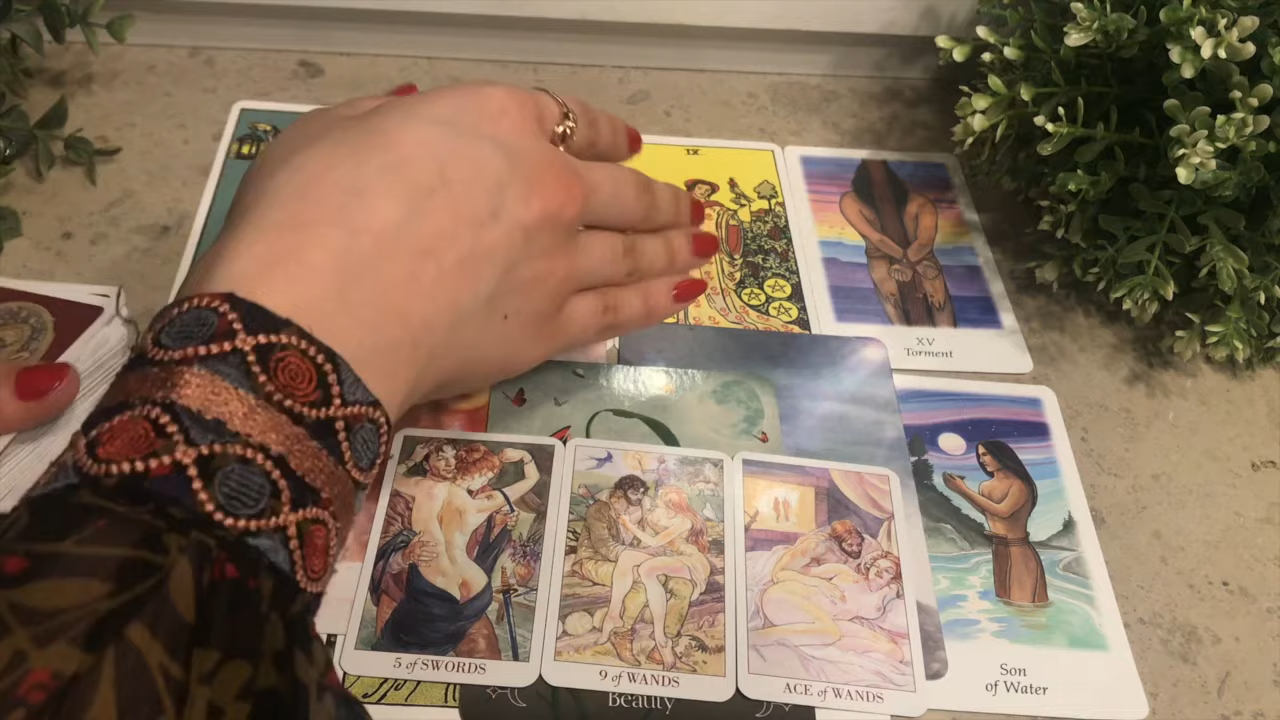 IX
XV
Torment
Son
of Water
5 of SWORDS
9 of WANDS
ACE of WANDS
Beauty